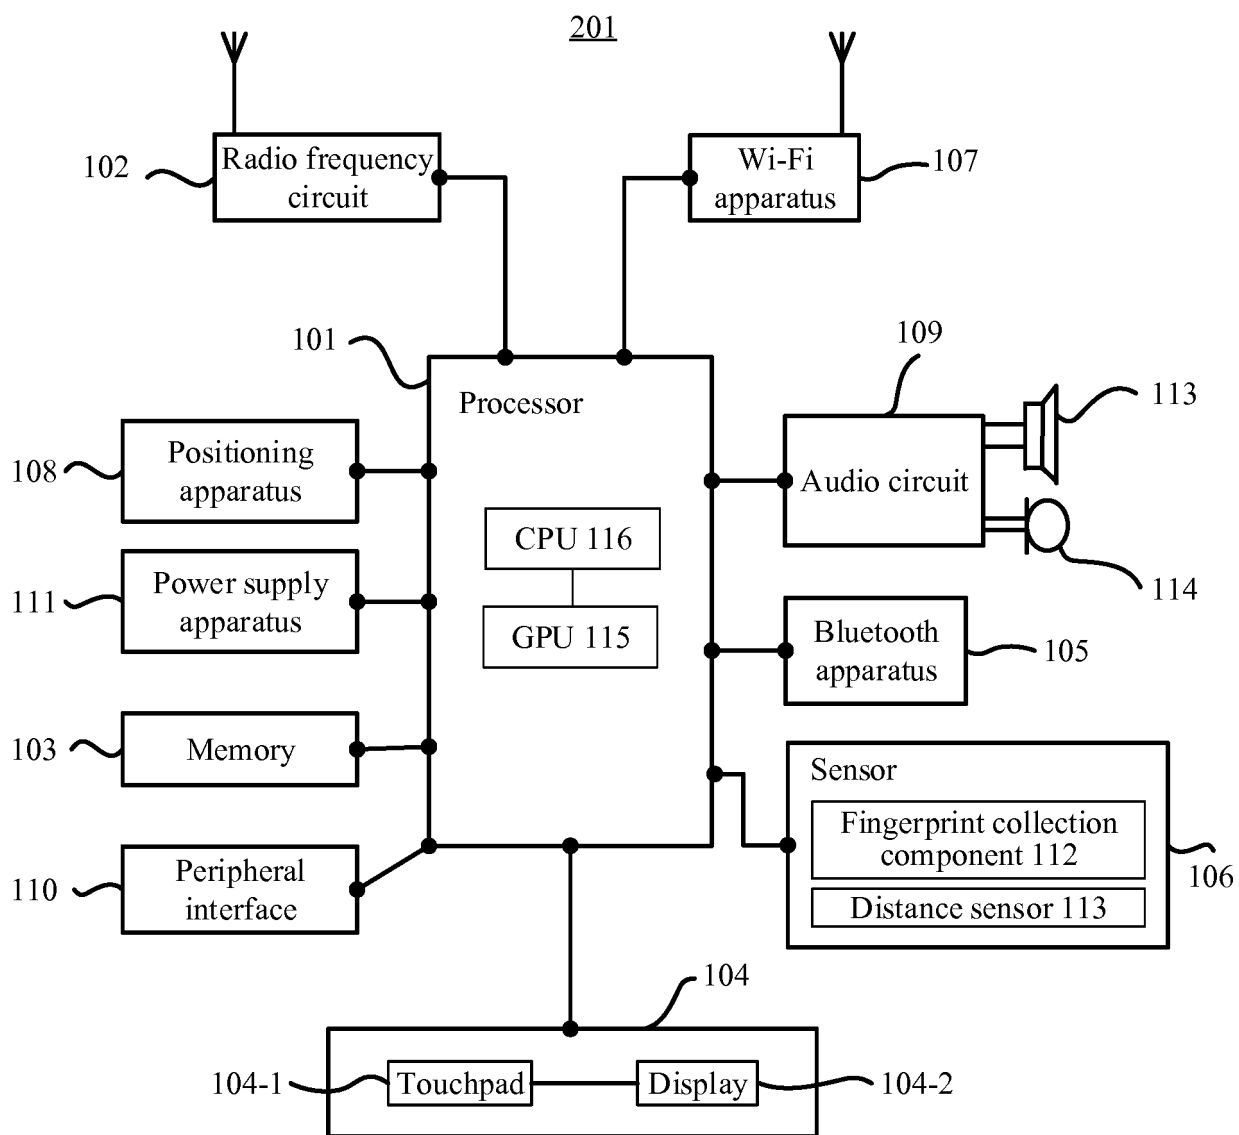 201
102
Radio frequency
circuit
Wi-Fi
apparatus
107
101
Processor
109
113
108
Positioning
apparatus
Audio circuit
CPU 116
114
111
Power supply
apparatus
GPU 115
Bluetooth
apparatus
105
103
Memory
Sensor
Fingerprint collection
component 112
106
110
Peripheral
interface
Distance sensor 113
104
104-1
Touchpad
Display
104-2